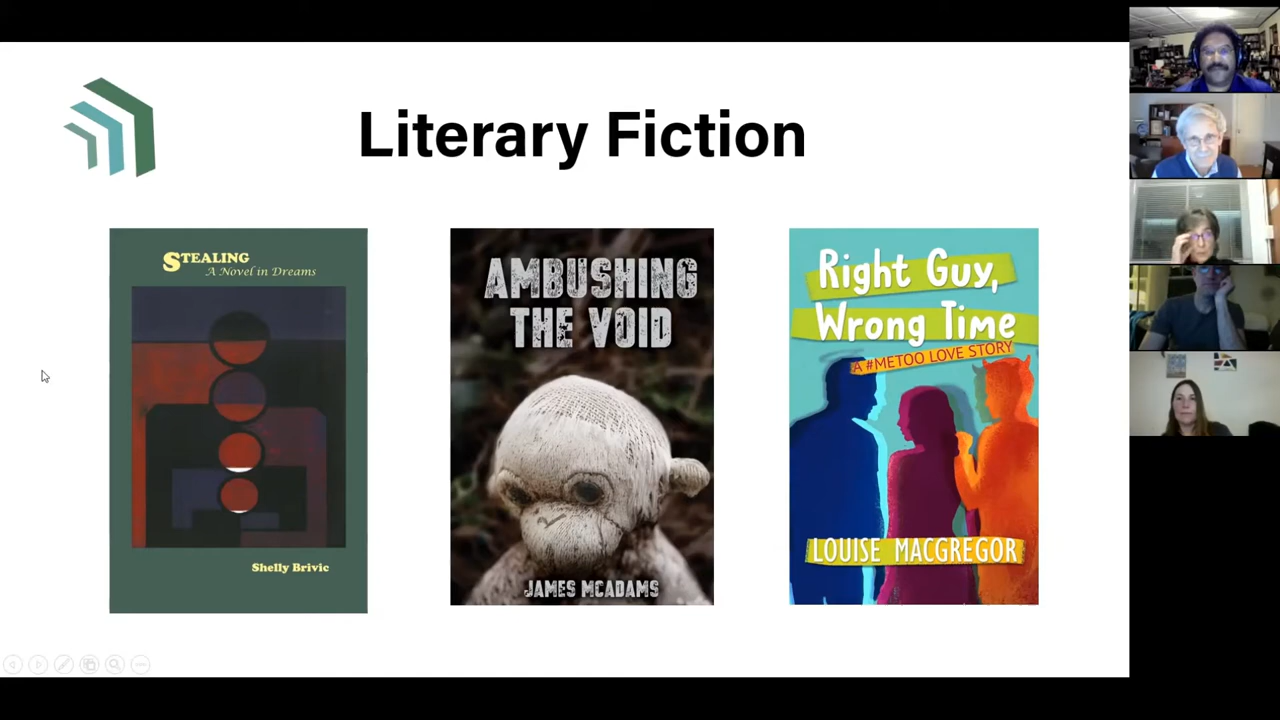 Literary Fiction
STEALING
A Novel in Dreams
Shelly Brivic
AMBUSHING
THE VOID
JAMES MCADAMS
Right Guy,
Wrong Time
A #METOO LOVE STORY
LOUISE MACGREGOR